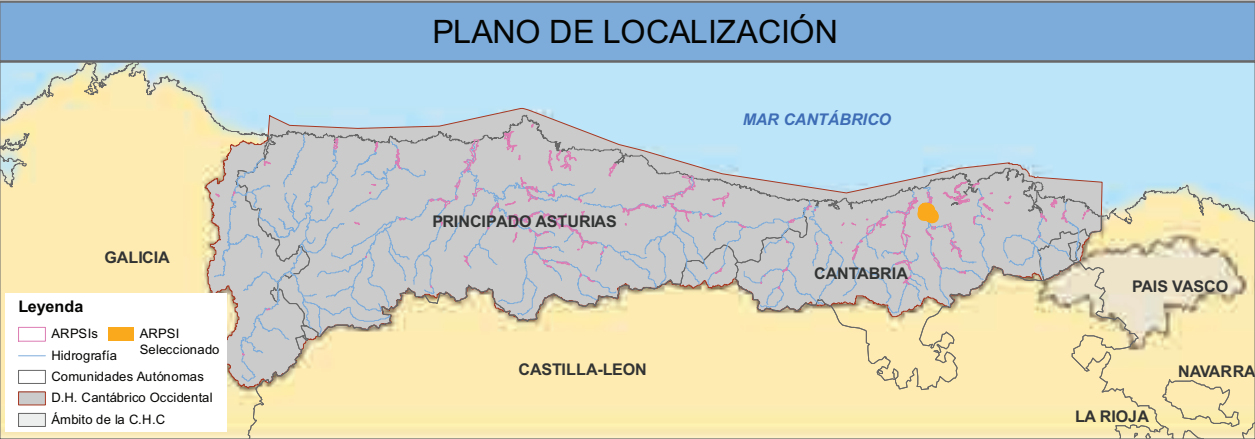 PLANO DE LOCALIZACIÓN
MAR CANTÁBRICO
PRINCIPADO ASTURIAS
GALICIA
CANTABRIA
PAIS VASCO
CASTILLA-LEON
NAVARRA
LA RIOJA
Leyenda
ARPSIs
ARPSI
Seleccionado
Hidrografía
Comunidades Autónomas
D.H. Cantábrico Occidental
Ámbito de la C.H.C